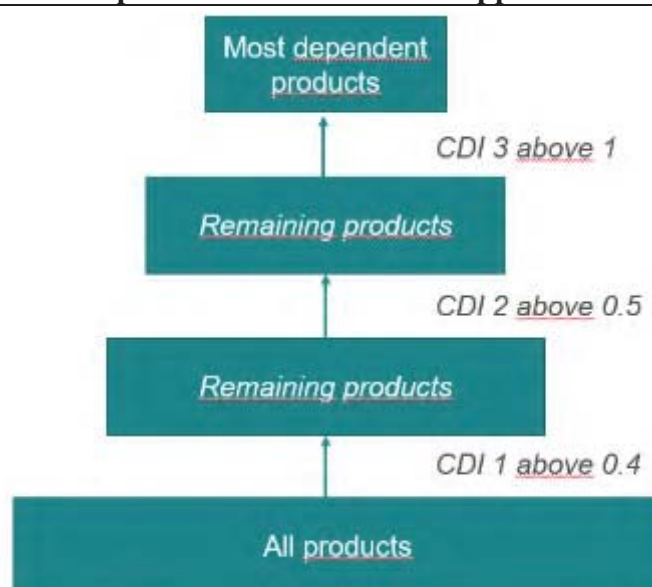 Most dependent
products
CDI 3 above 1
Remaining products
CDI 2 above 0.5
Remaining products
CDI 1 above 0.4
All products